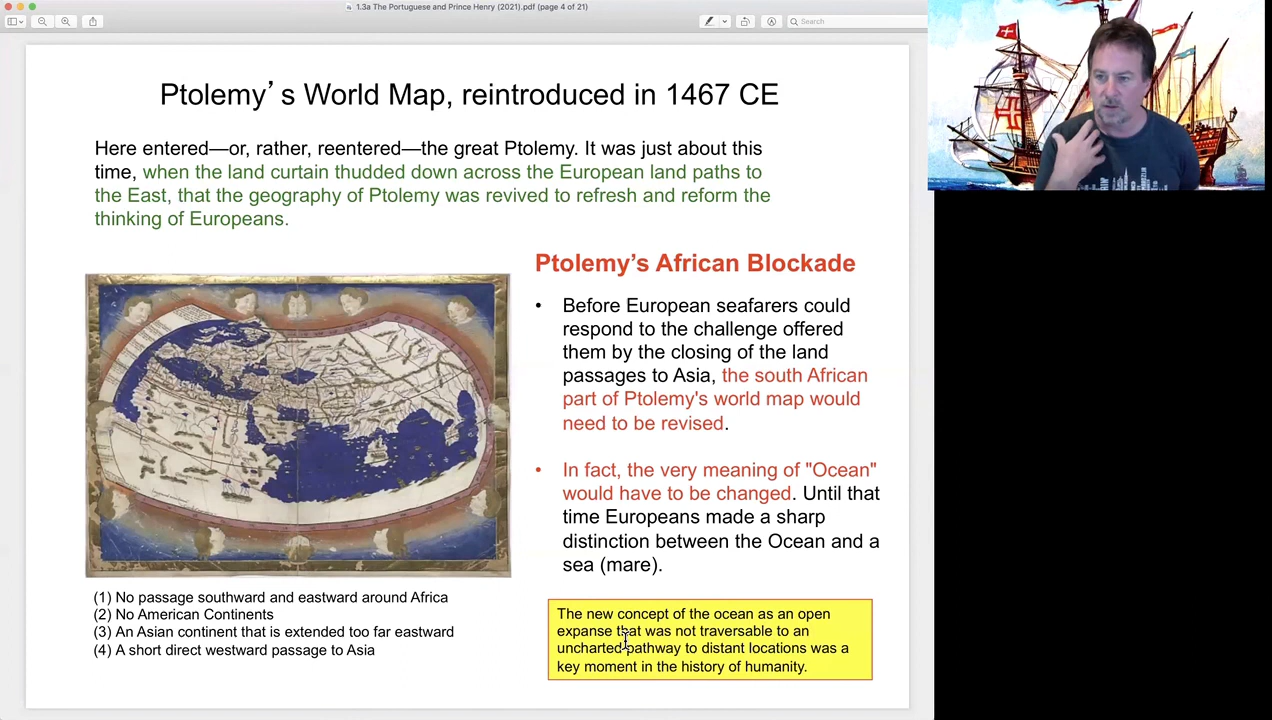 1.3a The Portuguese and Prince Henry (2021).pdf (page 4 of 21)
Search
Ptolemy's World Map, reintroduced in 1467 CE
Here entered—or, rather, reentered—the great Ptolemy. It was just about this
time, when the land curtain thudded down across the European land paths to
the East, that the geography of Ptolemy was revived to refresh and reform the
thinking of Europeans.
Ptolemy's African Blockade
• Before European seafarers could
respond to the challenge offered
them by the closing of the land
passages to Asia, the south African
part of Ptolemy's world map would
need to be revised.
• In fact, the very meaning of "Ocean"
would have to be changed. Until that
time Europeans made a sharp
distinction between the Ocean and a
sea (mare).
(1) No passage southward and eastward around Africa
(2) No American Continents
(3) An Asian continent that is extended too far eastward
(4) A short direct westward passage to Asia
The new concept of the ocean as an open
expanse that was not traversable to an
uncharted pathway to distant locations was a
key moment in the history of humanity.